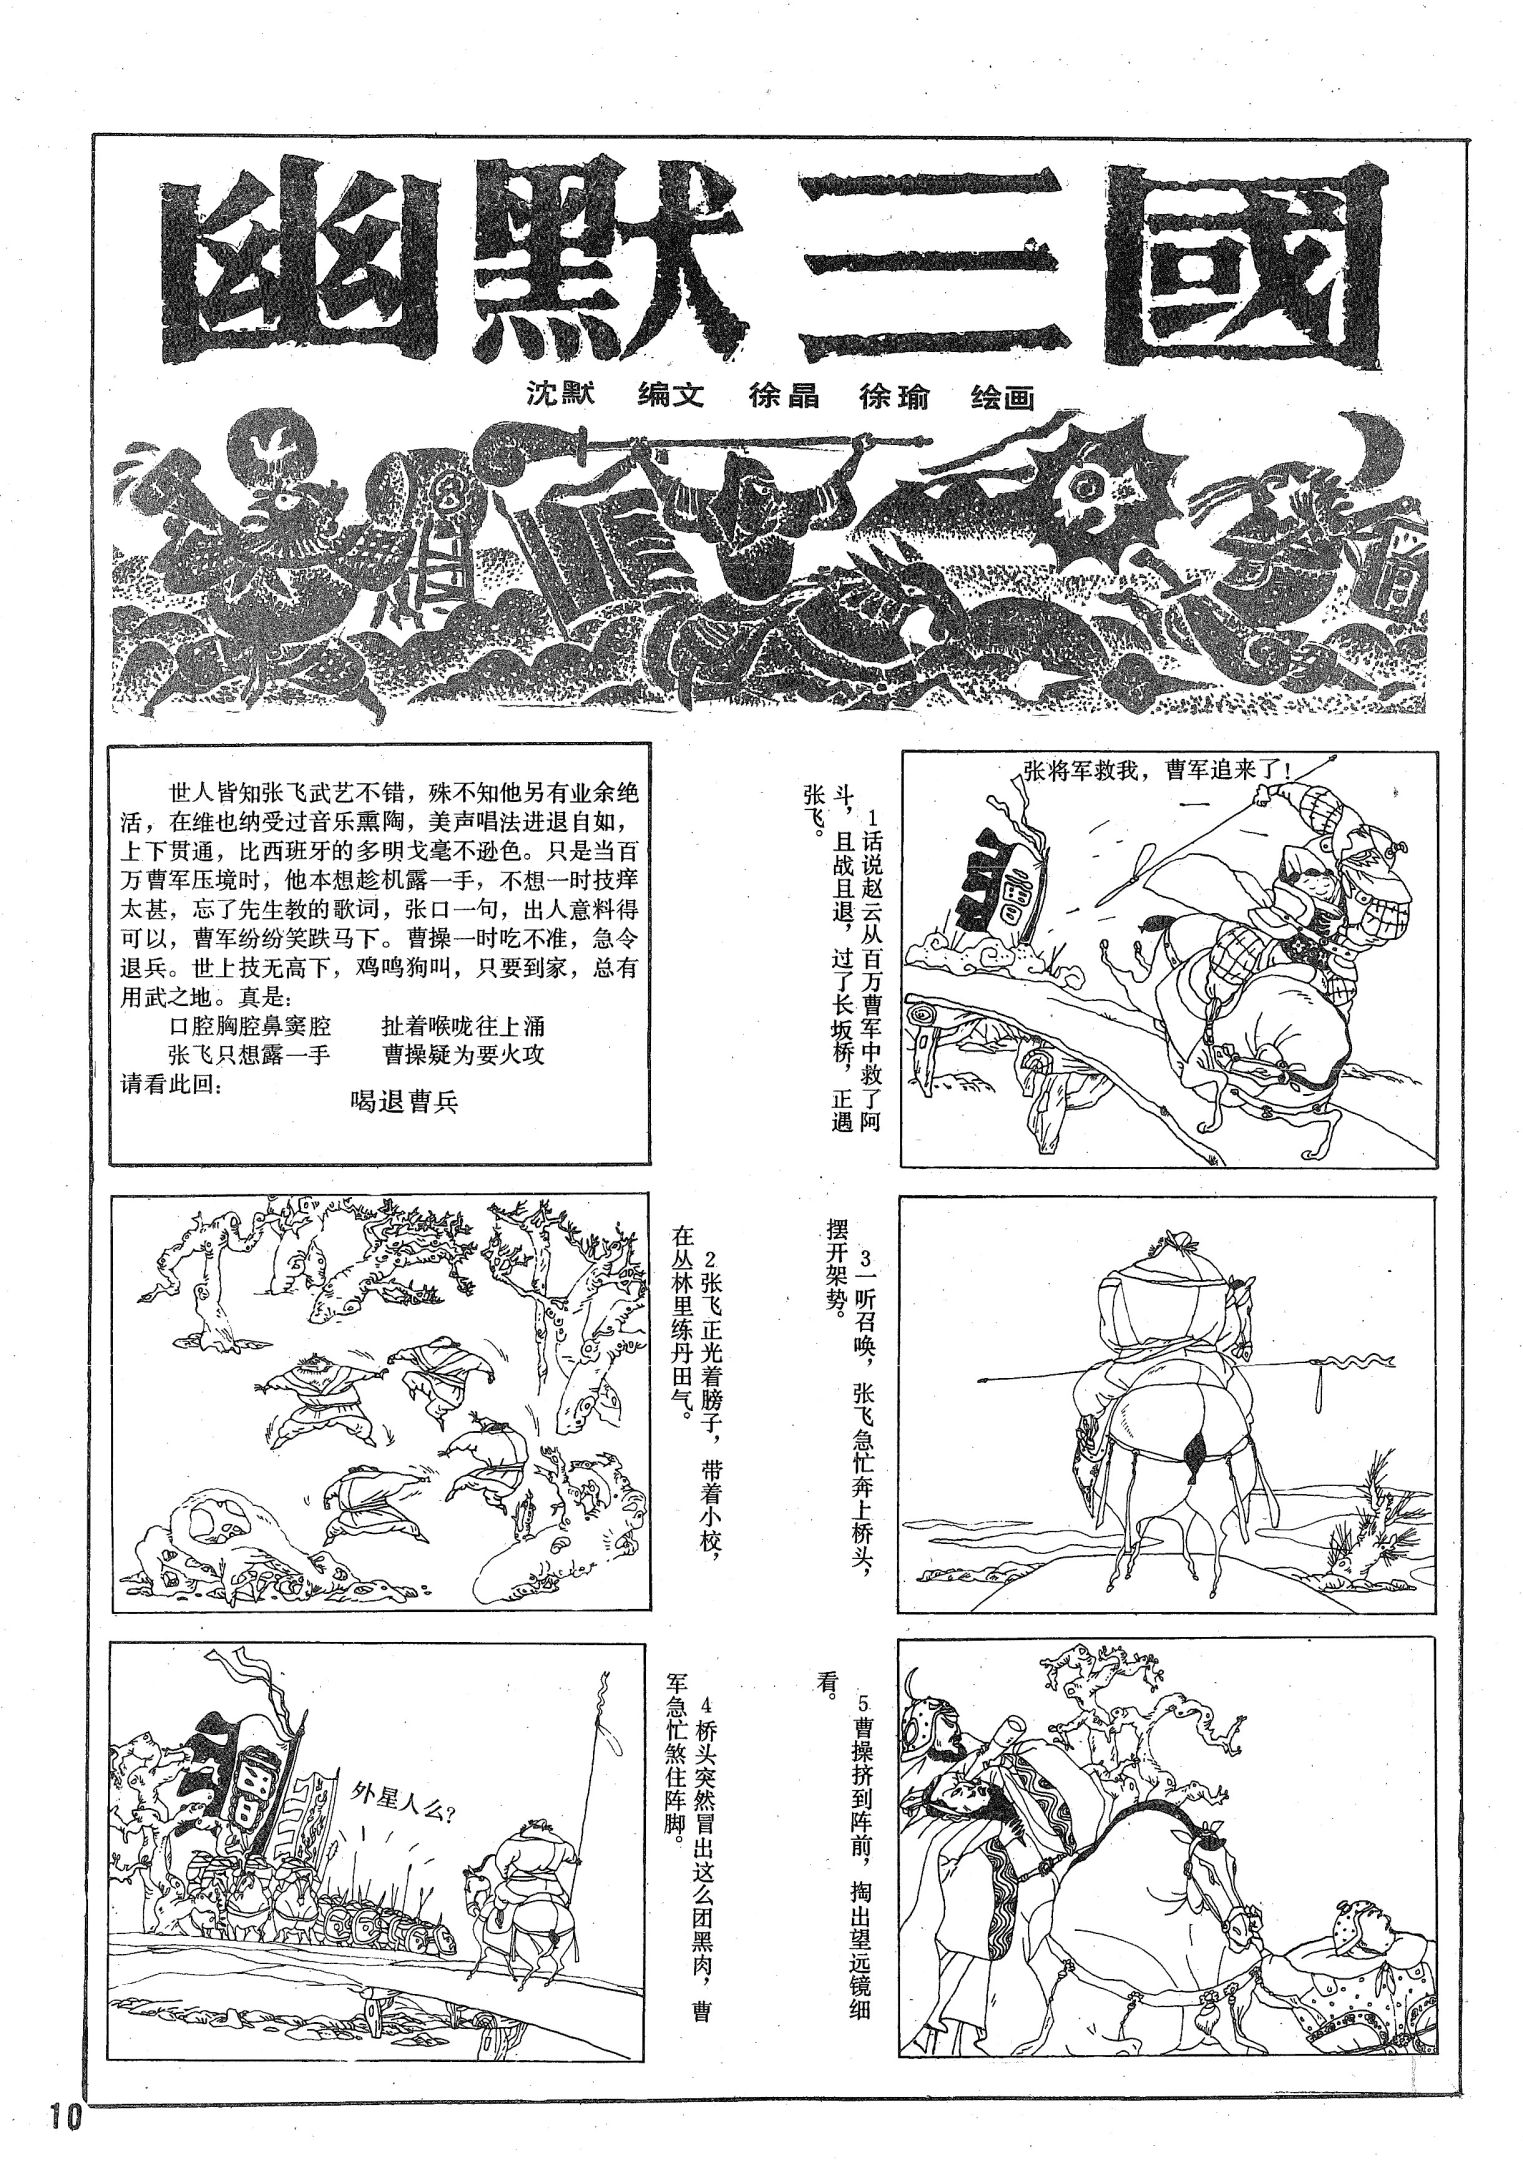 幽默三國
沈默 编文 徐晶 徐瑜 绘画
世人皆知张飞武艺不错，殊不知他另有业余绝
活，在维也纳受过音乐熏陶，美声唱法进退自如，
上下贯通，比西班牙的多明戈毫不逊色。只是当百
万曹军压境时，他本想趁机露一手，不想一时技痒
太甚，忘了先生教的歌词，张口一句，出人意料得
可以，曹军纷纷笑跌马下。曹操一时吃不准，急令
退兵。世上技无高下，鸡鸣狗叫，只要到家，总有
用武之地。真是：
口腔胸腔鼻窦腔 扯着喉咙往上涌
张飞只想露一手 曹操疑为要火攻
请看此回：
喝退曹兵
1话说赵云从百万曹军中救了阿
斗，且战且退，过了长坂桥，正遇
张飞。
张将军救我，曹军追来了！
曹
2张飞正光着膀子，带着小校，
在丛林里练丹田气。
3一听召唤，张飞急忙奔上桥头，
摆开架势。
4桥头突然冒出这么团黑肉，曹
军急忙煞住阵脚。
曹
外星人么？
5曹操挤到阵前，掏出望远镜细
看。
10